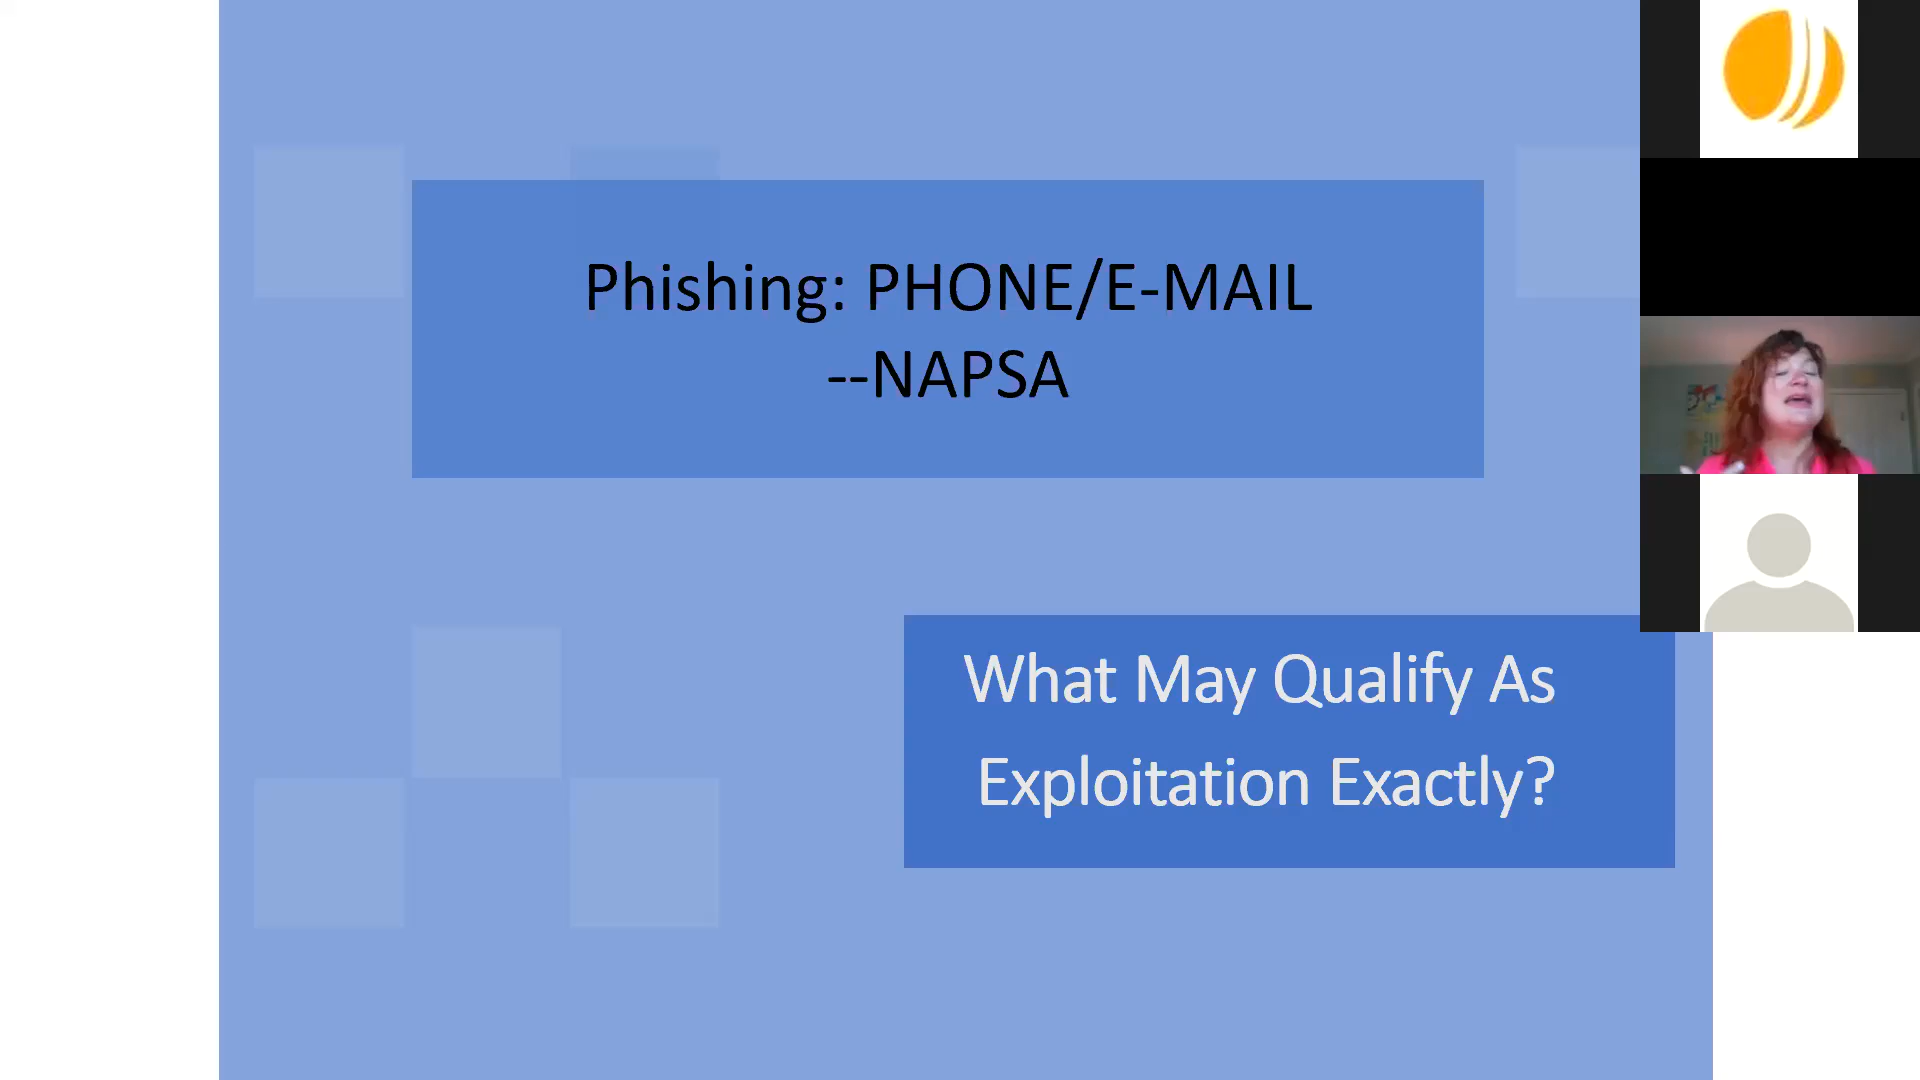 Phishing: PHONE/E-MAIL
--NAPSA
What May Qualify As
Exploitation Exactly?